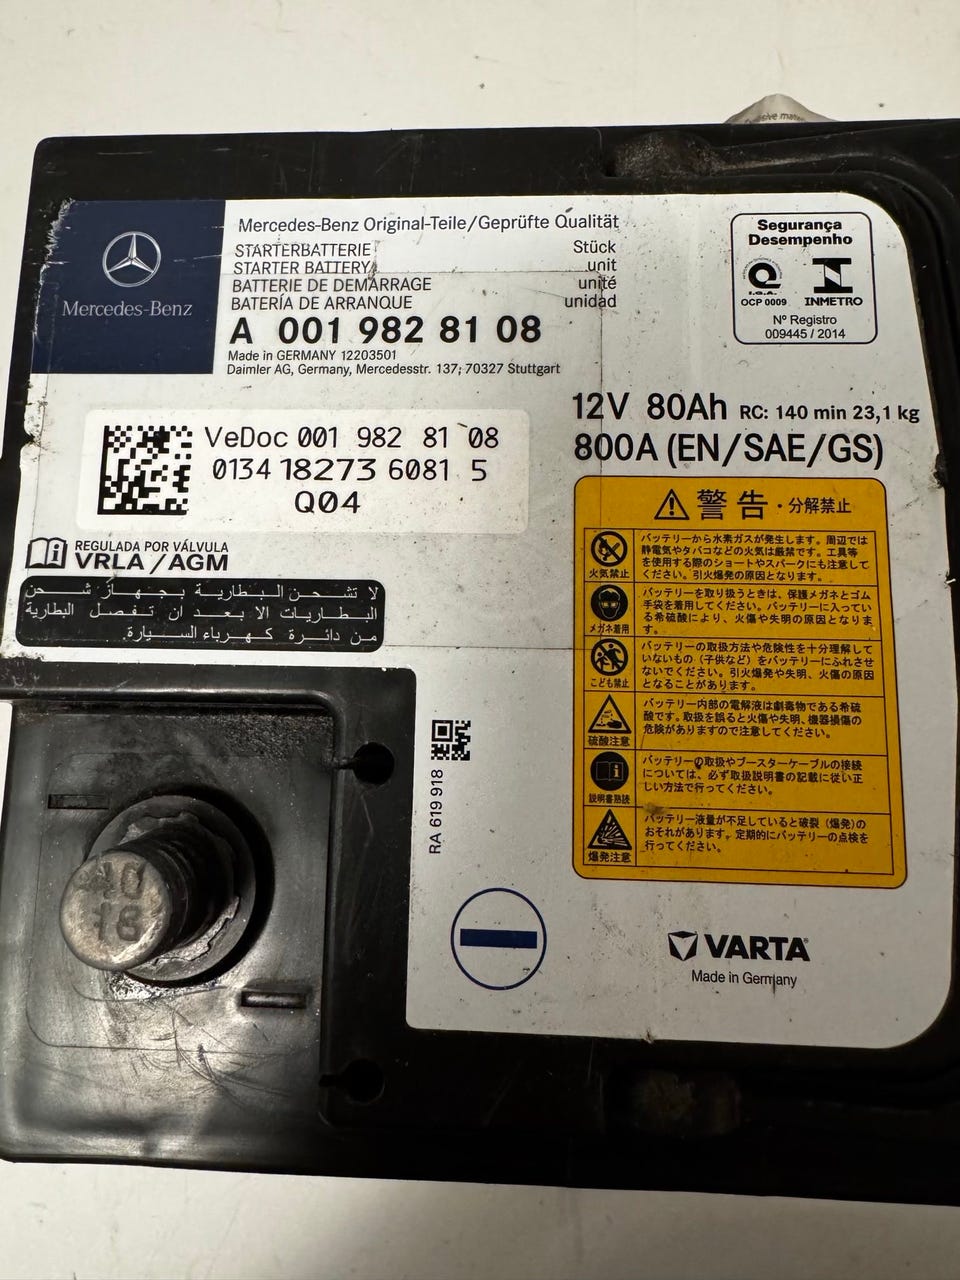 Explosive mater
Mercedes-Benz
Mercedes-Benz Original-Teile/Geprüfte Qualität
STARTERBATTERIE Stück
STARTER BATTERY unit
BATTERIE DE DÉMARRAGE unité
BATERÍA DE ARRANQUE unidad
A 001 982 81 08
Made in GERMANY 12203501
Daimler AG, Germany, Mercedesstr. 137; 70327 Stuttgart
Segurança
Desempenho
I.Q.A.
OCP 0009
INMETRO
Nº Registro
009445 / 2014
12V 80Ah RC: 140 min 23,1 kg
800A (EN/SAE/GS)
VeDoc 001 982 81 08
0134 18273 6081 5
Q04
REGULADA POR VÁLVULA
VRLA / AGM
لا تشحن البطارية بجهاز شحن
البطاريات الا بعد ان تفصل البطارية
من دائرة كهرباء السيارة.
警告・分解禁止
火気禁止
バッテリーから水素ガスが発生します。周辺では
静電気やタバコなどの火気は厳禁です。工具等
を使用する際のショートやスパークにも注意して
ください。引火爆発の原因となります。
メガネ着用
バッテリーを取り扱うときは、保護メガネとゴム
手袋を着用してください。バッテリーに入ってい
る希硫酸により、火傷や失明の原因となりま
す。
こども禁止
バッテリーの取扱方法や危険性を十分理解して
いないもの（子供など）をバッテリーにふれさせ
ないでください。引火爆発や失明、火傷の原因
となることがあります。
硫酸注意
バッテリー内部の電解液は劇毒物である希硫
酸です。取扱を誤ると火傷や失明、機器損傷の
危険がありますので注意してください。
説明書熟読
バッテリーの取扱やブースターケーブルの接続
については、必ず取扱説明書の記載に従い正
しい方法で行ってください。
爆発注意
バッテリー液量が不足していると破裂（爆発）の
おそれがあります。定期的にバッテリーの点検を
行ってください。
RA 619 918
40
18
VARTA®
Made in Germany